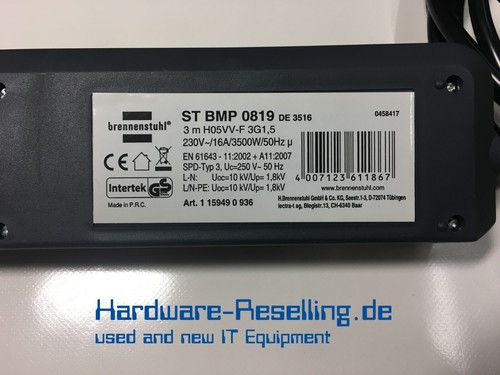 brennenstuhl®
ST BMP 0819 DE 3516
0458417
3 m H05VV-F 3G1,5
230V~/16A/3500W/50Hz µ
EN 61643 - 11:2002 + A11:2007
SPD-Typ 3, Uc=250 V~ 50 Hz
L-N: Uoc=10 kV/Up= 1,8kV
L/N-PE: Uoc=10 kV/Up= 1,8kV
Art. 1 15949 0 936
CE
Intertek GS
Made in P.R.C.
4 007123 611867
www.brennenstuhl.com
H.Brennenstuhl GmbH & Co. KG, Seestr.1-3, D-72074 Tübingen
lectra-t ag, Blegistr.13, CH-6340 Baar
Hardware-Reselling.de
used and new IT Equipment